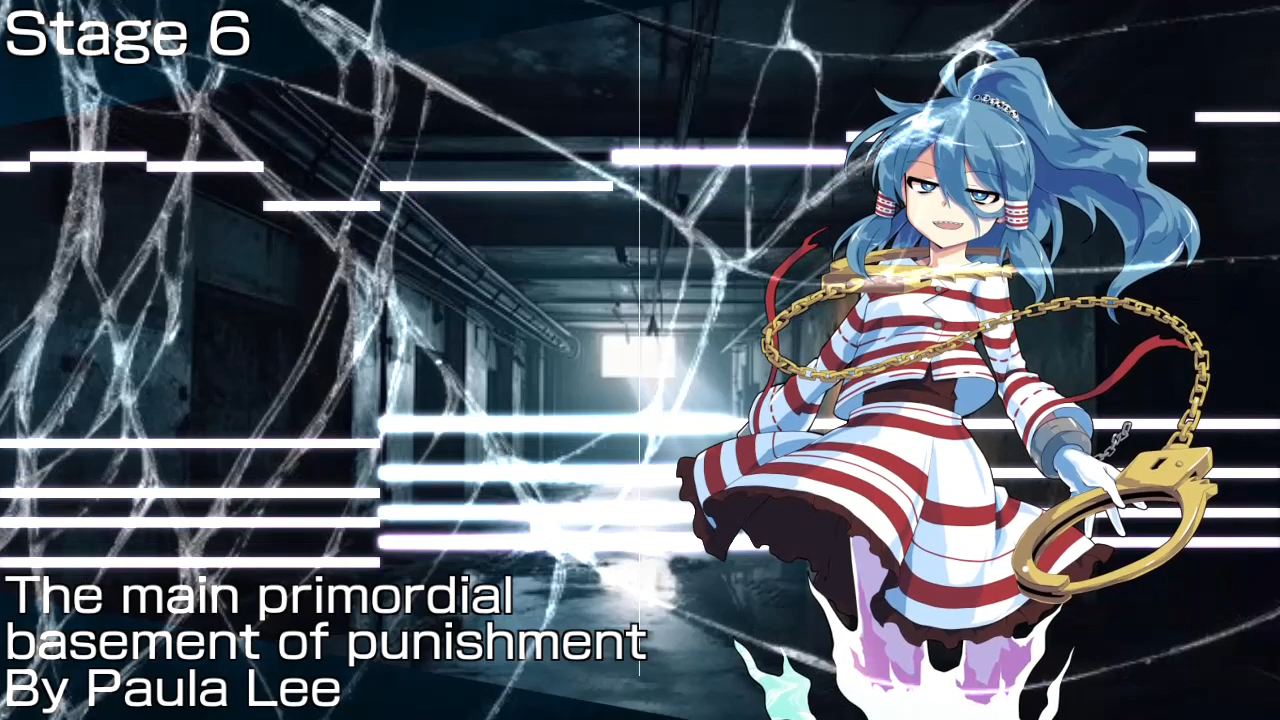 Stage 6
The main primordial
basement of punishment
By Paula Lee